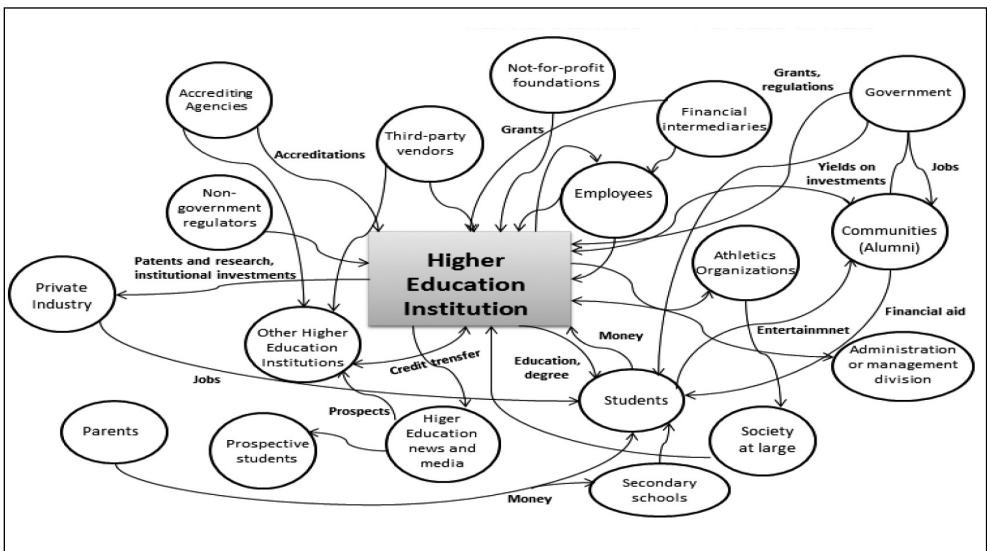 Not-for-profit
foundations
Grants,
regulations
Accrediting
Agencies
Government
Financial
intermediaries
Third-party
vendors
Grants
Accreditations
Yields on
investments
Jobs
Non-
government
regulators
Employees
Communities
(Alumni)
Athletics
Organizations
Patents and research,
institutional investments
Higher
Education
Institution
Private
Industry
Financial aid
Other Higher
Education
Institutions
Money
Entertainmnet
Administration
or management
division
Credit transfer
Education,
degree
Jobs
Students
Prospects
Parents
Prospective
students
Higer
Education
news and
media
Society
at large
Money
Secondary
schools